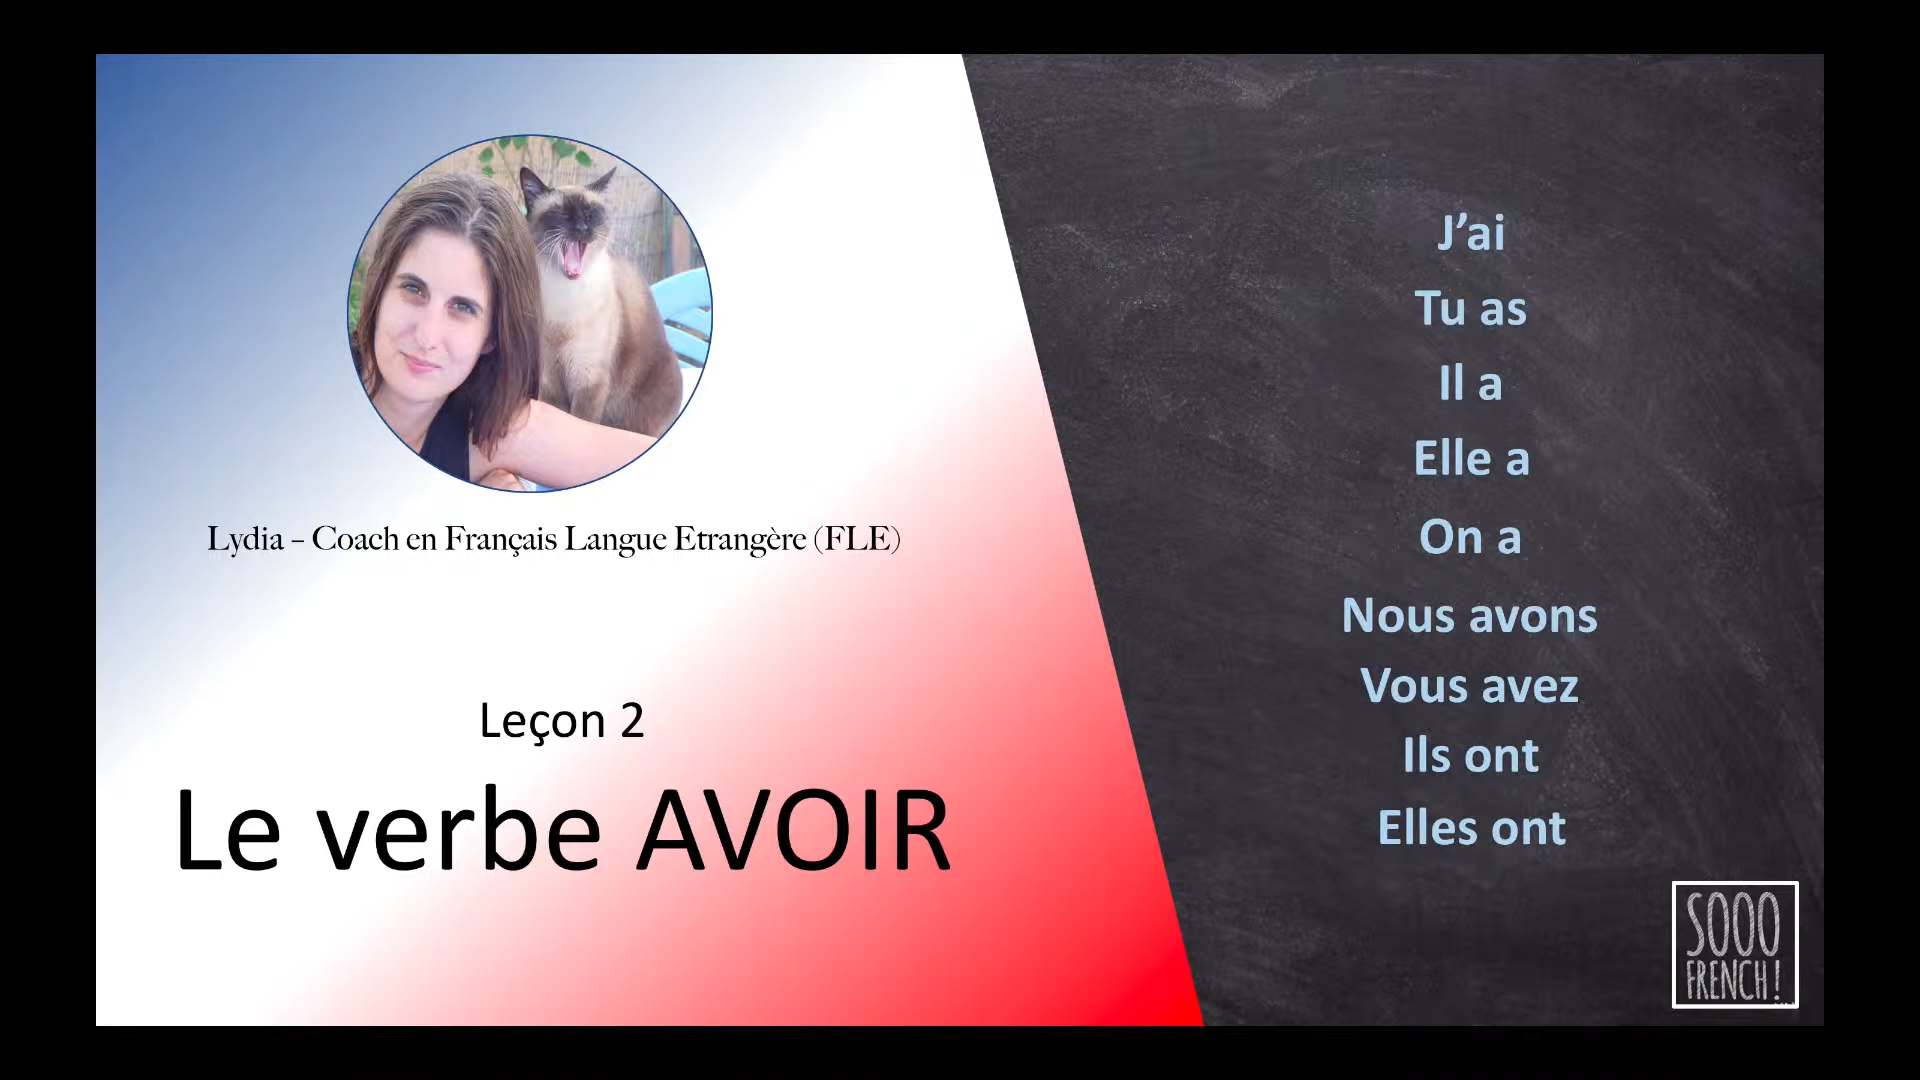 Lydia – Coach en Français Langue Etrangère (FLE)
Leçon 2
Le verbe AVOIR
J’ai
Tu as
Il a
Elle a
On a
Nous avons
Vous avez
Ils ont
Elles ont
SOOO
FRENCH !